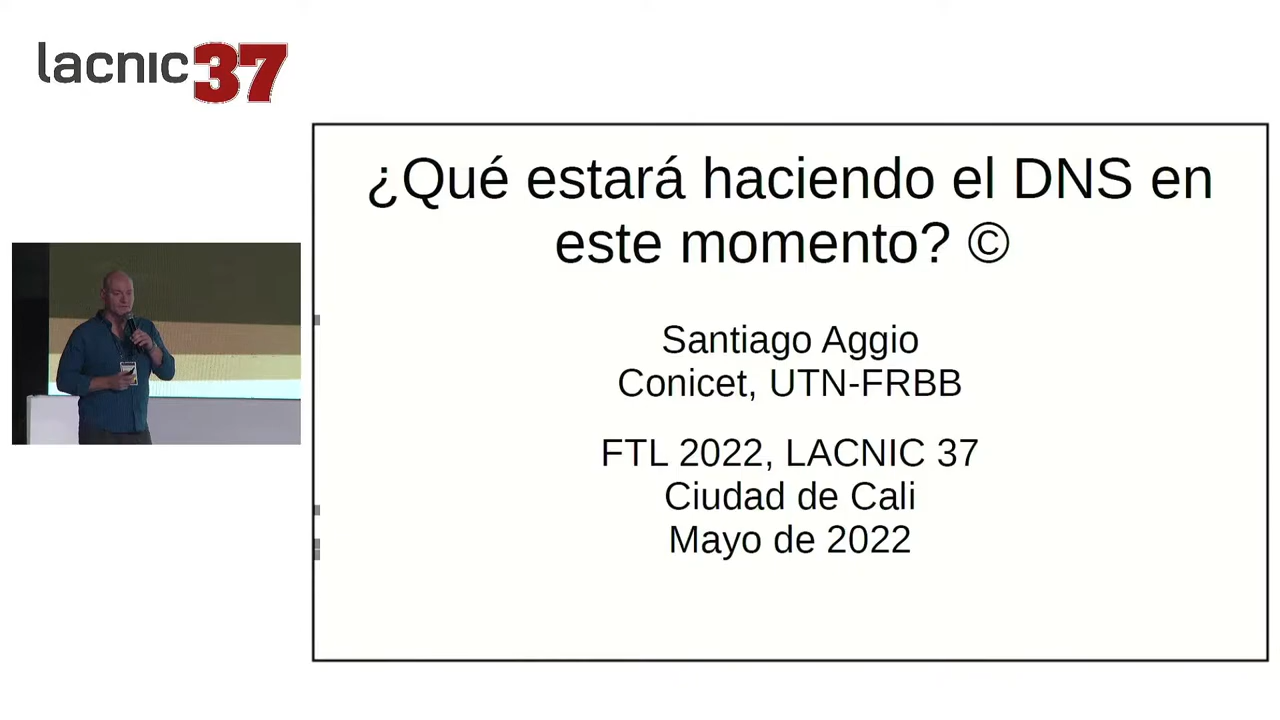 lacnic37
¿Qué estará haciendo el DNS en
este momento? ©
Santiago Aggio
Conicet, UTN-FRBB
FTL 2022, LACNIC 37
Ciudad de Cali
Mayo de 2022